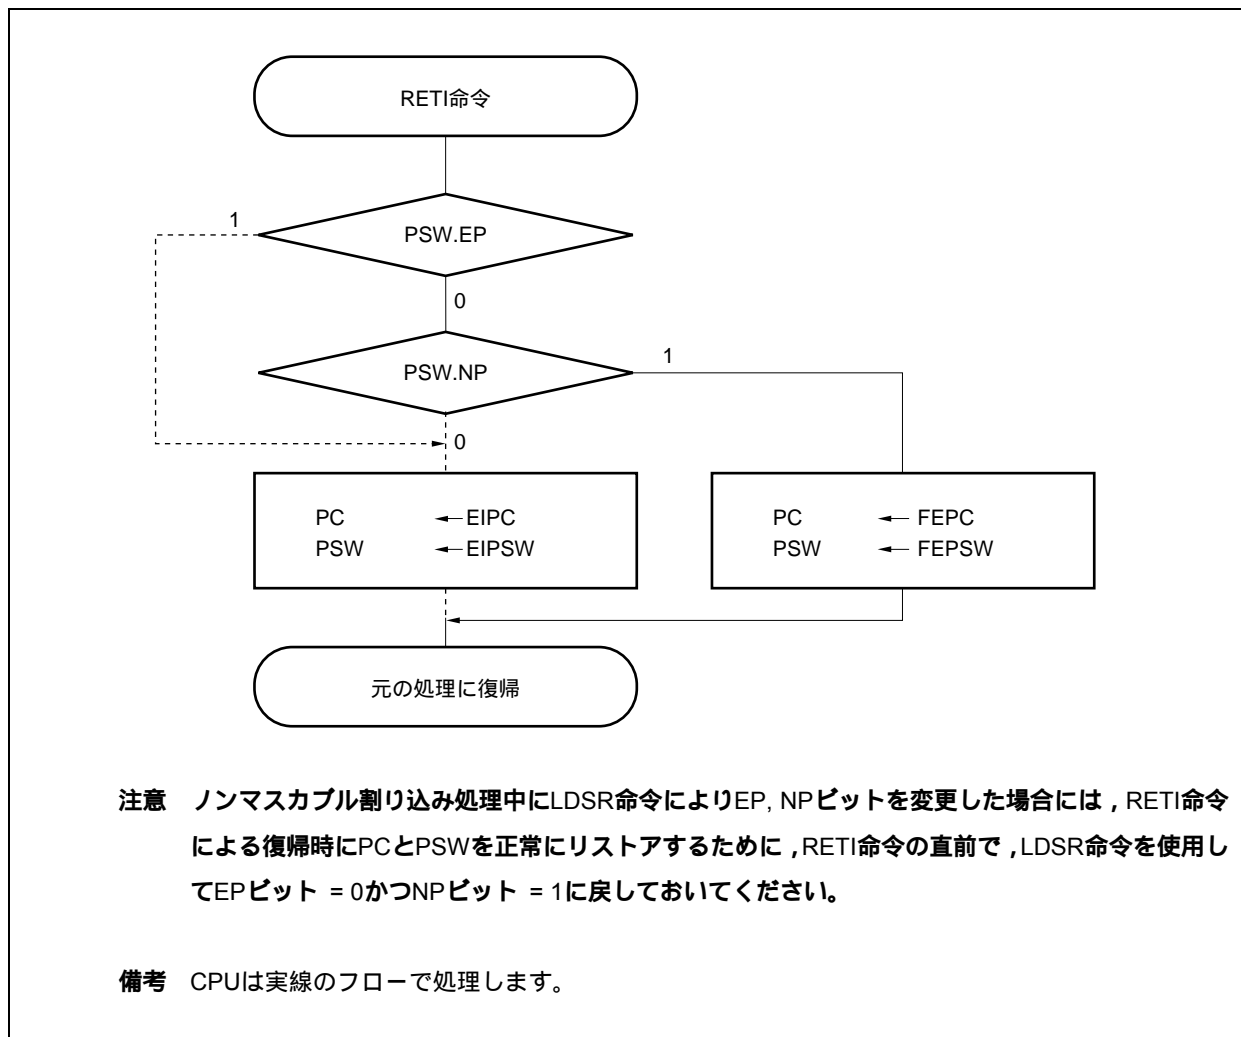 RETI命令
1
PSW.EP
0
PSW.NP
1
0
PC ← EIPC
PSW ← EIPSW
PC ← FEPC
PSW ← FEPSW
元の処理に復帰
注意 ノンマスカブル割り込み処理中にLDSR命令によりEP, NPビットを変更した場合には，RETI命令
による復帰時にPCとPSWを正常にリストアするために，RETI命令の直前で，LDSR命令を使用し
てEPビット = 0かつNPビット = 1に戻しておいてください。
備考 CPUは実線のフローで処理します。